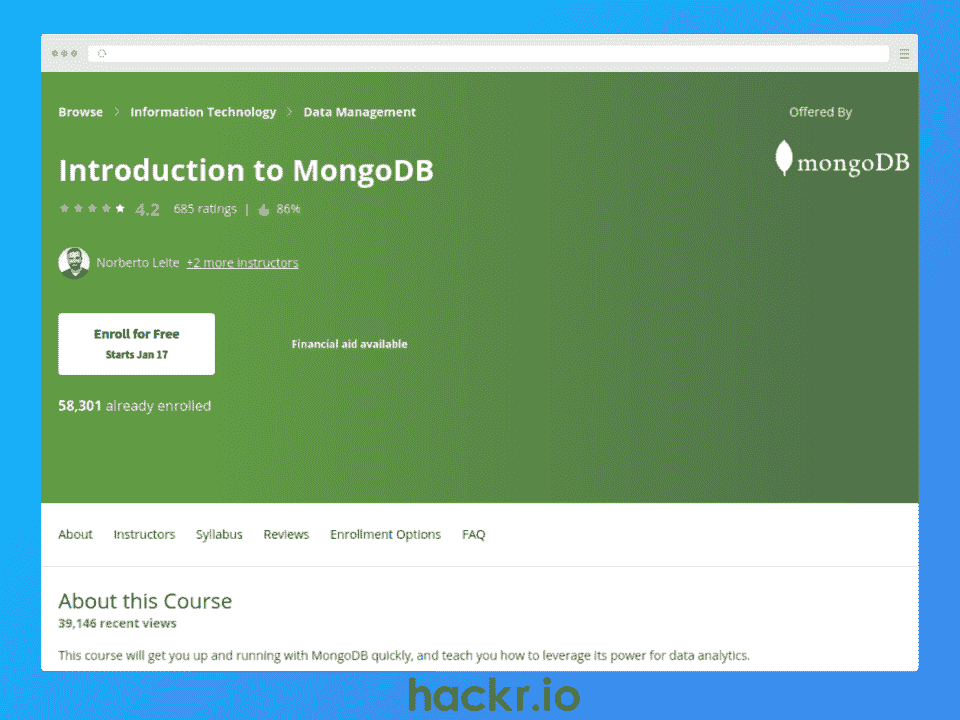 Browse > Information Technology > Data Management
Offered By
mongoDB
Introduction to MongoDB
4.2 685 ratings | 86%
Norberto Leite +2 more instructors
Enroll for Free
Starts Jan 17
Financial aid available
58,301 already enrolled
About Instructors Syllabus Reviews Enrollment Options FAQ
About this Course
39,146 recent views
This course will get you up and running with MongoDB quickly, and teach you how to leverage its power for data analytics.
hackr.io